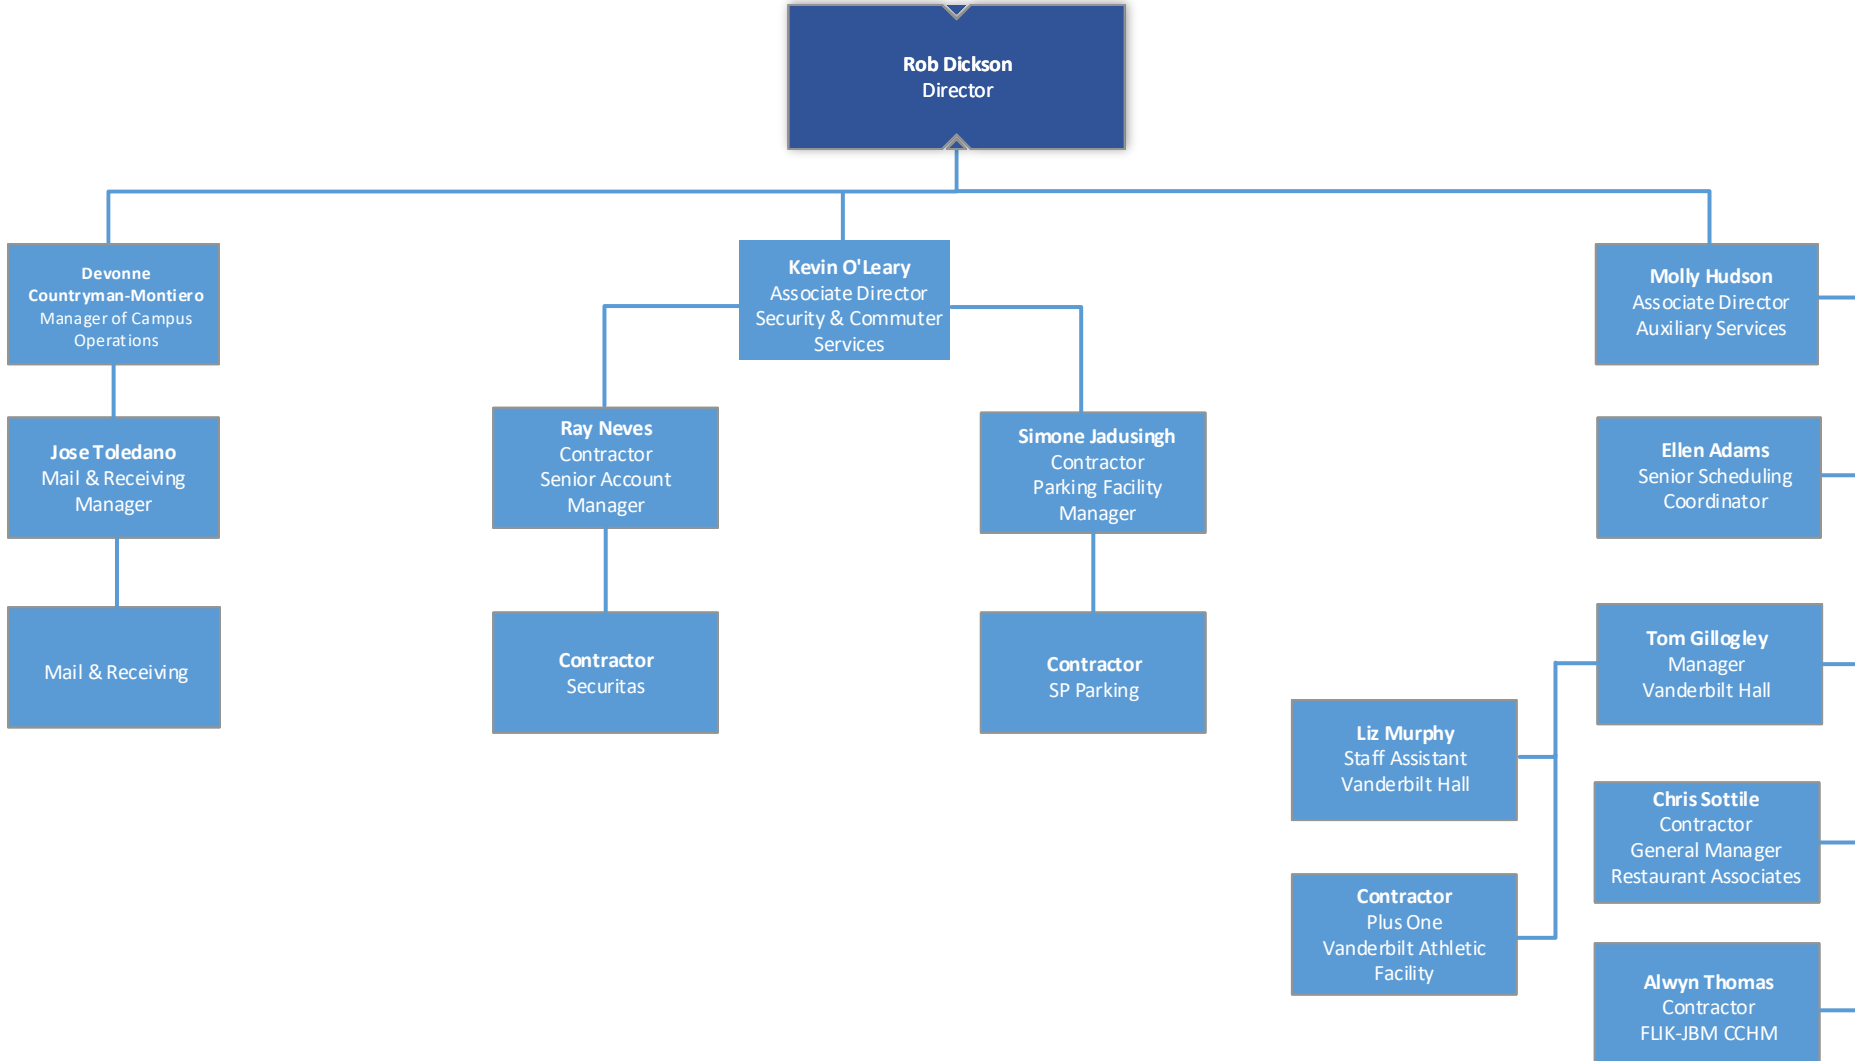 Rob Dickson
Director
Devonne
Countryman-Montiero
Manager of Campus
Operations
Kevin O'Leary
Associate Director
Security & Commuter
Services
Molly Hudson
Associate Director
Auxiliary Services
Jose Toledano
Mail & Receiving
Manager
Ray Neves
Contractor
Senior Account
Manager
Simone Jadusingh
Contractor
Parking Facility
Manager
Ellen Adams
Senior Scheduling
Coordinator
Mail & Receiving
Contractor
Securitas
Contractor
SP Parking
Tom Gillogley
Manager
Vanderbilt Hall
Liz Murphy
Staff Assistant
Vanderbilt Hall
Chris Sottile
Contractor
General Manager
Restaurant Associates
Contractor
Plus One
Vanderbilt Athletic
Facility
Alwyn Thomas
Contractor
FLIK-JBM CCHM